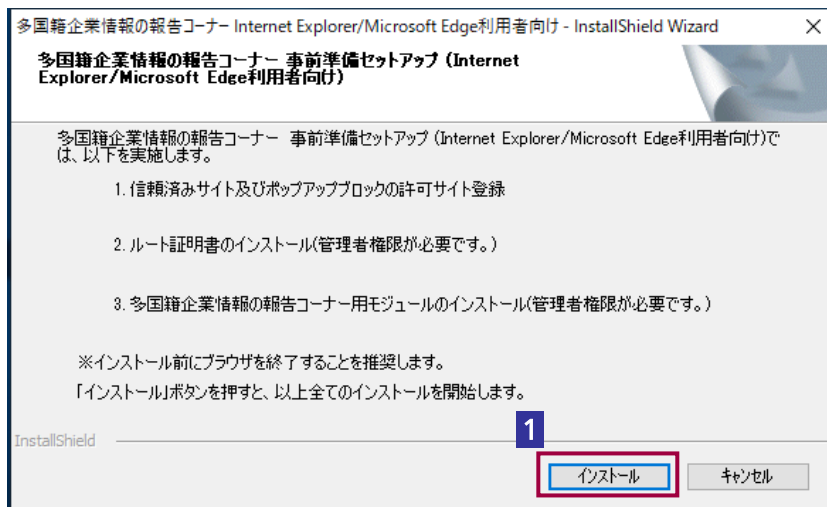 多国籍企業情報の報告コーナー Internet Explorer/Microsoft Edge利用者向け - InstallShield Wizard
多国籍企業情報の報告コーナー 事前準備セットアップ (Internet
Explorer/Microsoft Edge利用者向け)
多国籍企業情報の報告コーナー 事前準備セットアップ (Internet Explorer/Microsoft Edge利用者向け)で
は、以下を実施します。
1. 信頼済みサイト及びポップアップブロックの許可サイト登録
2. ルート証明書のインストール(管理者権限が必要です。)
3. 多国籍企業情報の報告コーナー用モジュールのインストール(管理者権限が必要です。)
※インストール前にブラウザを終了することを推奨します。
「インストール」ボタンを押すと、以上全てのインストールを開始します。
InstallShield
1
インストール
キャンセル